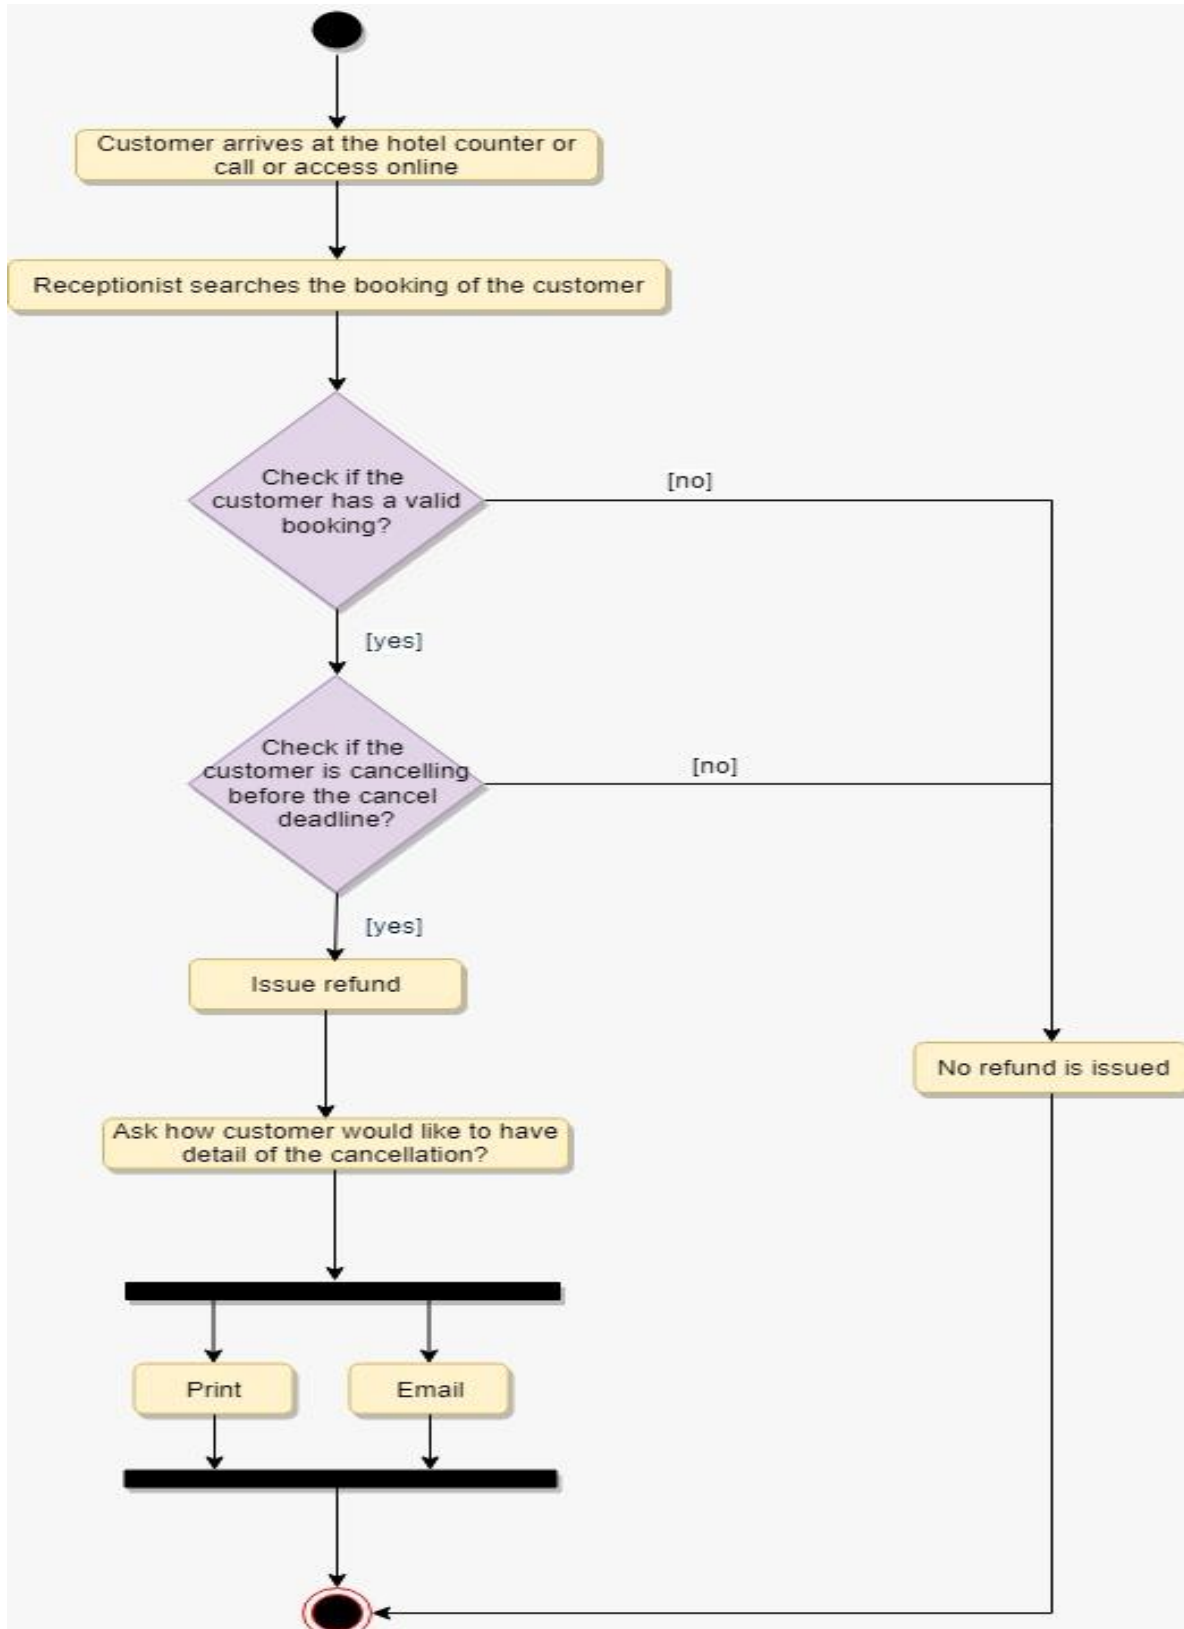 Customer arrives at the hotel counter or
call or access online
Receptionist searches the booking of the customer
Check if the
customer has a valid
booking?
[no]
[yes]
Check if the
customer is cancelling
before the cancel
deadline?
[no]
[yes]
Issue refund
No refund is issued
Ask how customer would like to have
detail of the cancellation?
Print
Email